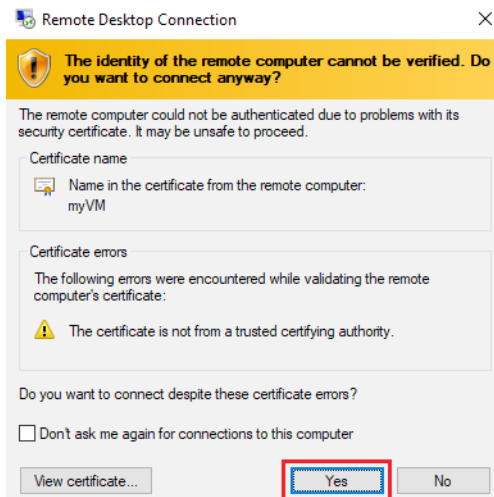 Remote Desktop Connection
The identity of the remote computer cannot be verified. Do
you want to connect anyway?
The remote computer could not be authenticated due to problems with its
security certificate. It may be unsafe to proceed.
Certificate name
Name in the certificate from the remote computer:
myVM
Certificate errors
The following errors were encountered while validating the remote
computer's certificate:
The certificate is not from a trusted certifying authority.
Do you want to connect despite these certificate errors?
Don't ask me again for connections to this computer
View certificate... Yes No